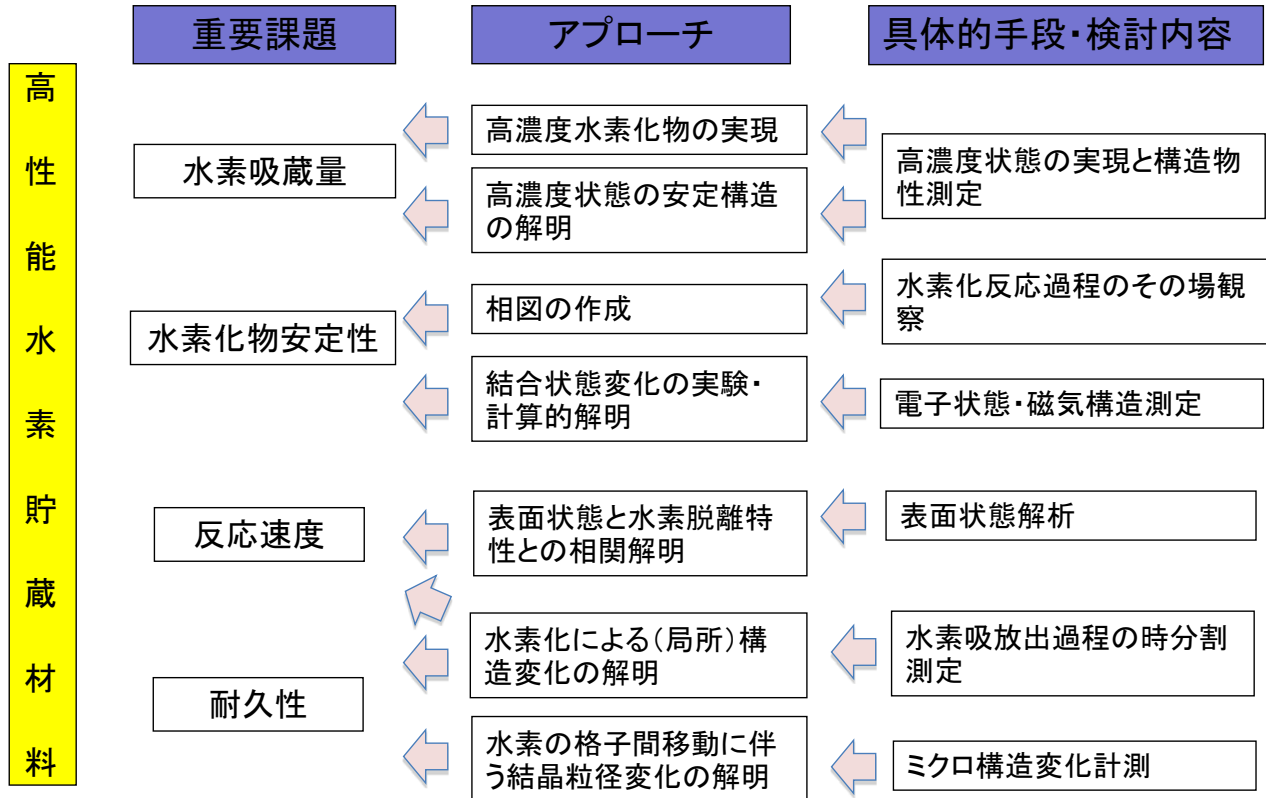 高性能水素貯蔵材料
重要課題
アプローチ
具体的手段・検討内容
水素吸蔵量
高濃度水素化物の実現
高濃度状態の安定構造
の解明
高濃度状態の実現と構造物
性測定
水素化物安定性
相図の作成
水素化反応過程のその場観
察
結合状態変化の実験・
計算的解明
電子状態・磁気構造測定
反応速度
表面状態と水素脱離特
性との相関解明
表面状態解析
耐久性
水素化による(局所)構
造変化の解明
水素吸放出過程の時分割
測定
水素の格子間移動に伴
う結晶粒径変化の解明
ミクロ構造変化計測